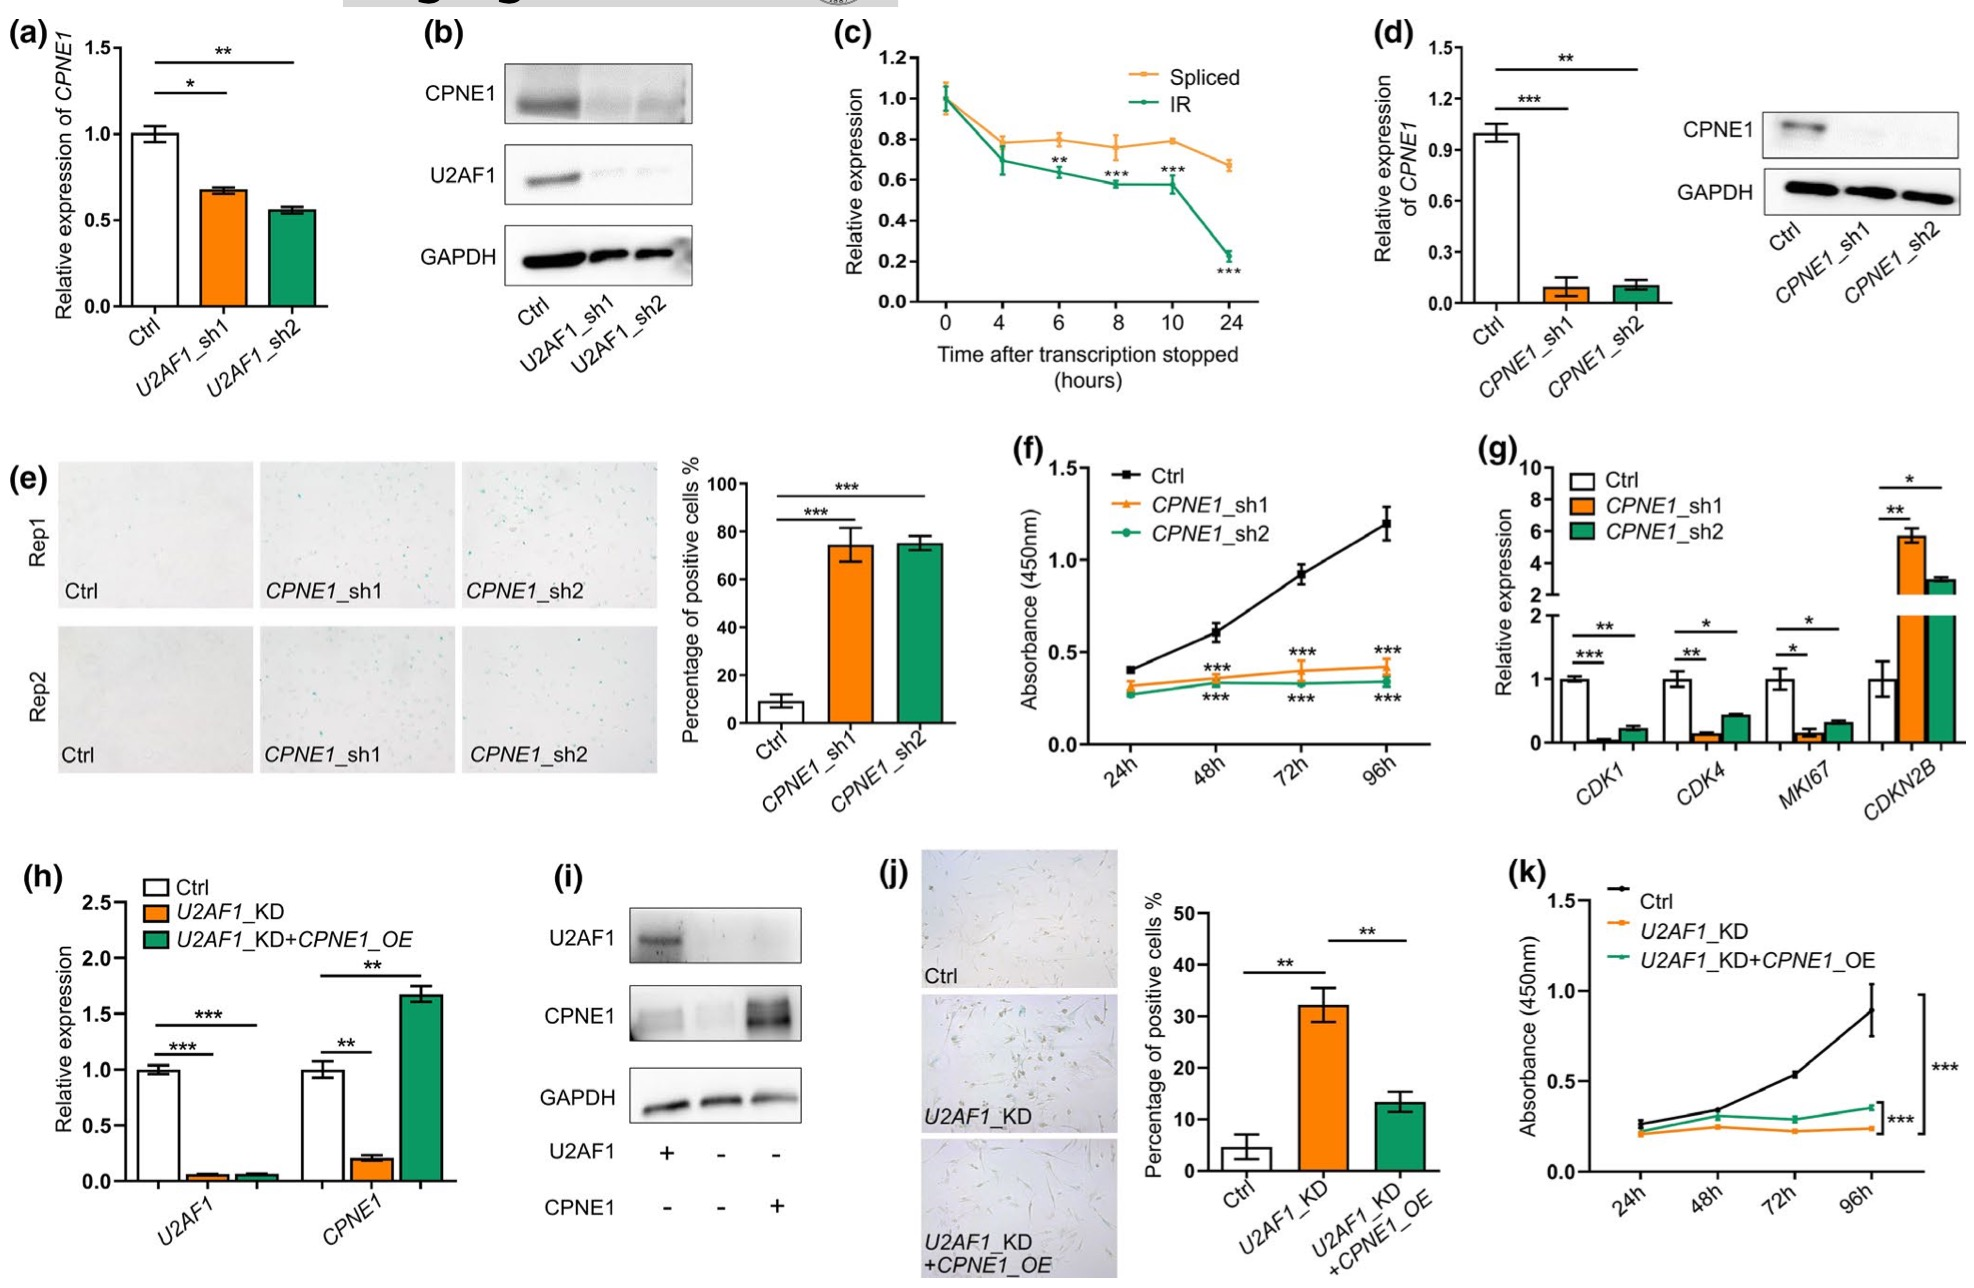 (a)
Relative expression of CPNE1
1.5
1.0
0.5
0.0
**
*
Ctrl
U2AF1_sh1
U2AF1_sh2
(b)
CPNE1
U2AF1
GAPDH
Ctrl
U2AF1_sh1
U2AF1_sh2
(c)
Relative expression
1.2
1.0
0.8
0.6
0.4
0.2
0.0
Spliced
IR
**
***
***
***
0 4 6 8 10 24
Time after transcription stopped
(hours)
(d)
Relative expression
of CPNE1
1.5
1.2
0.9
0.6
0.3
0.0
**
***
Ctrl
CPNE1_sh1
CPNE1_sh2
CPNE1
GAPDH
Ctrl
CPNE1_sh1
CPNE1_sh2
(e)
Rep1
Ctrl
CPNE1_sh1
CPNE1_sh2
Rep2
Ctrl
CPNE1_sh1
CPNE1_sh2
Percentage of positive cells %
100
80
60
40
20
0
***
***
Ctrl
CPNE1_sh1
CPNE1_sh2
(f)
Absorbance (450nm)
1.5
1.0
0.5
0.0
Ctrl
CPNE1_sh1
CPNE1_sh2
*** *** ***
*** *** ***
24h 48h 72h 96h
(g)
Relative expression
10
8
6
4
2
2
1
0
Ctrl
CPNE1_sh1
CPNE1_sh2
**
***
*
**
*
*
*
**
CDK1
CDK4
MKI67
CDKN2B
(h)
Relative expression
2.5
2.0
1.5
1.0
0.5
0.0
Ctrl
U2AF1_KD
U2AF1_KD+CPNE1_OE
***
***
**
**
U2AF1
CPNE1
(i)
U2AF1
CPNE1
GAPDH
U2AF1 + - -
CPNE1 - - +
(j)
Ctrl
U2AF1_KD
U2AF1_KD
+CPNE1_OE
Percentage of positive cells %
50
40
30
20
10
0
**
**
Ctrl
U2AF1_KD
U2AF1_KD
+CPNE1_OE
(k)
Absorbance (450nm)
1.5
1.0
0.5
0.0
Ctrl
U2AF1_KD
U2AF1_KD+CPNE1_OE
***
***
24h 48h 72h 96h